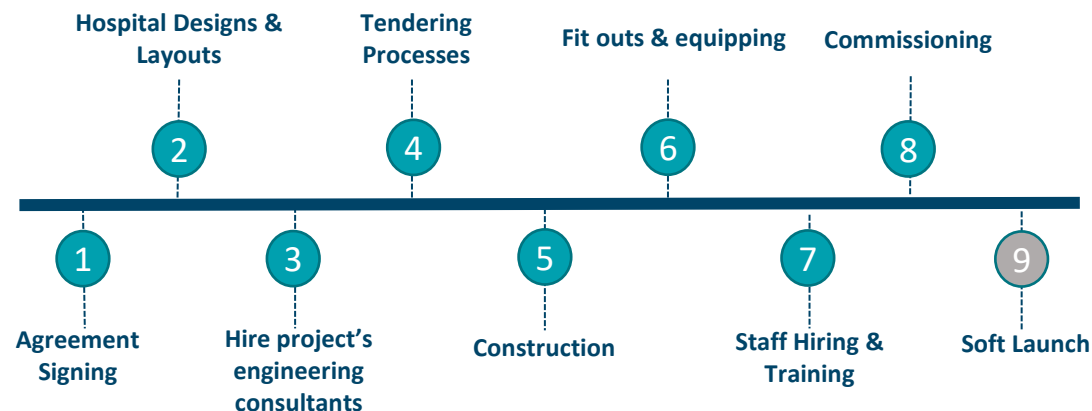 Hospital Designs &
Layouts
Tendering
Processes
Fit outs & equipping
Commissioning
2
4
6
8
1
3
5
7
9
Agreement
Signing
Hire project’s
engineering
consultants
Construction
Staff Hiring &
Training
Soft Launch